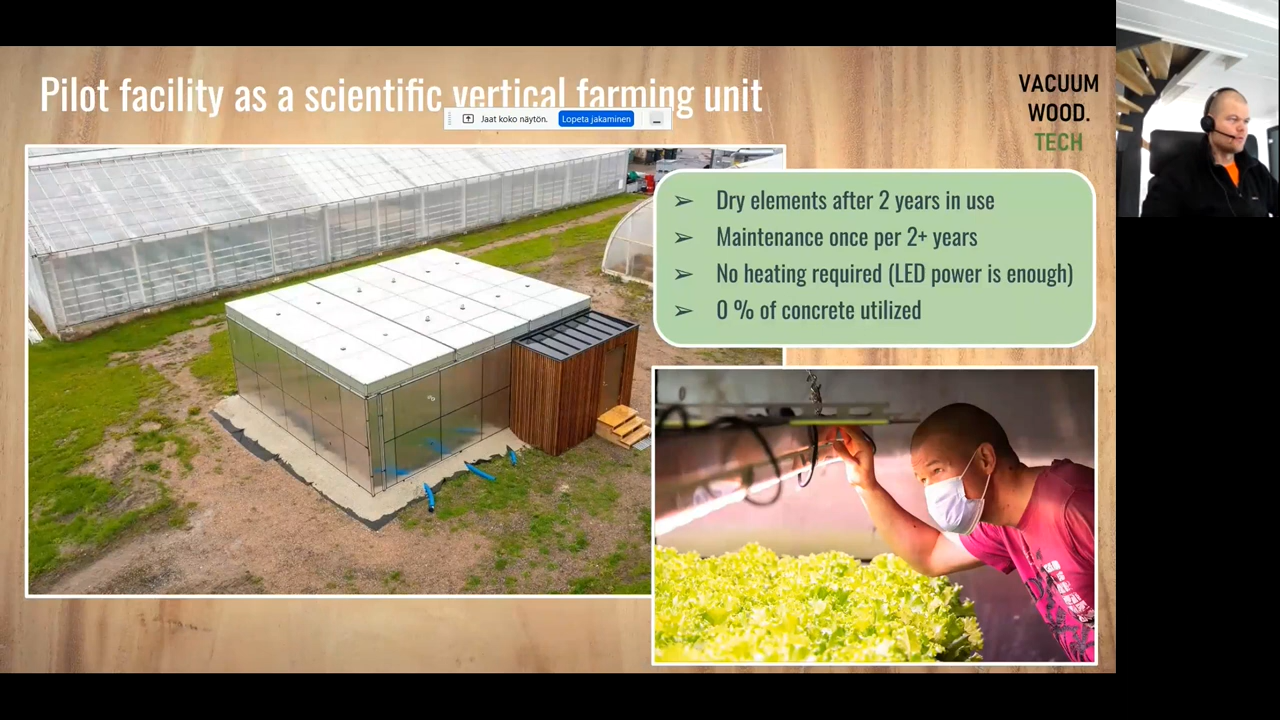 Pilot facility as a scientific vertical farming unit
Jaat koko näytön.
Lopeta jakaminen
VACUUM
WOOD.
TECH
➢ Dry elements after 2 years in use
➢ Maintenance once per 2+ years
➢ No heating required (LED power is enough)
➢ 0 % of concrete utilized